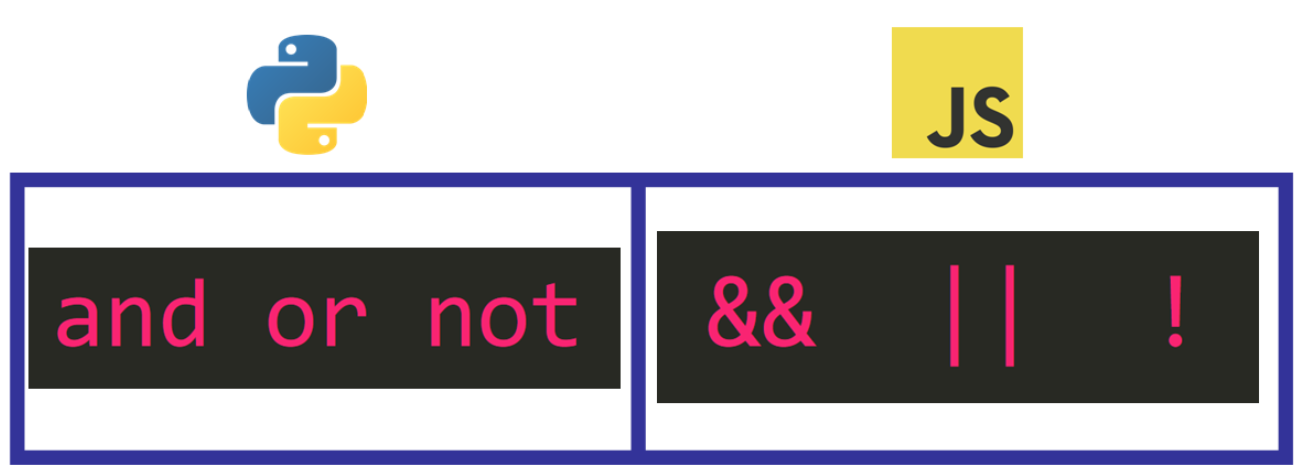 JS
and or not
&& || !